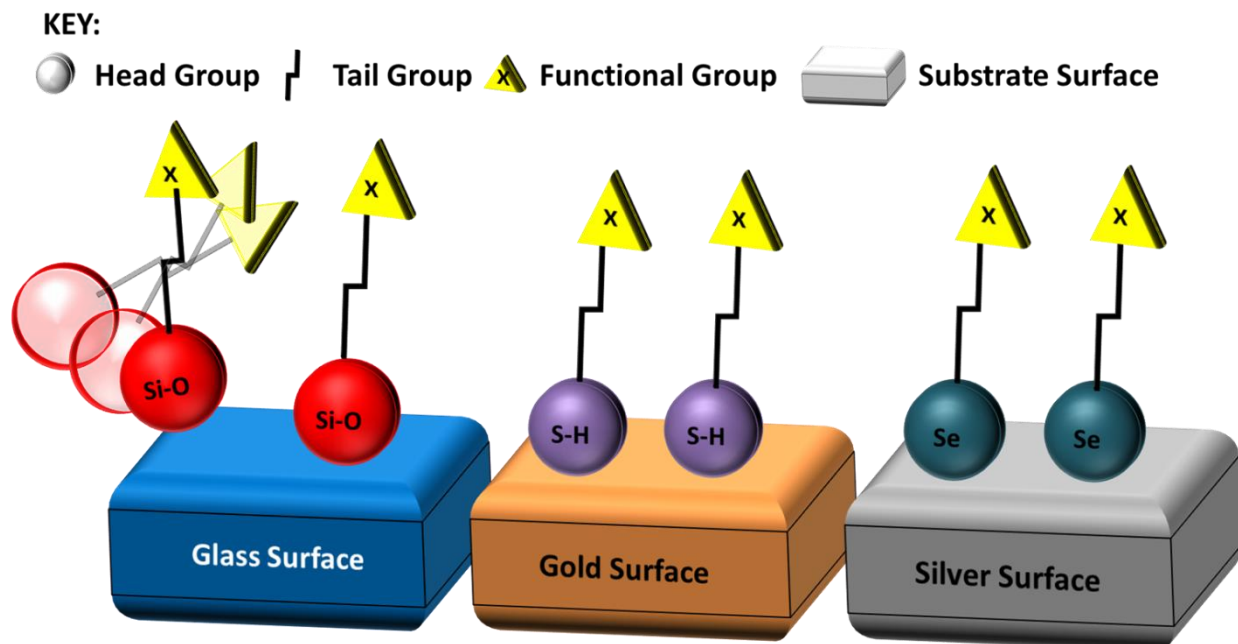 KEY:
Head Group Tail Group X Functional Group Substrate Surface
X X X X X X
Si-O Si-O S-H S-H Se Se
Glass Surface Gold Surface Silver Surface